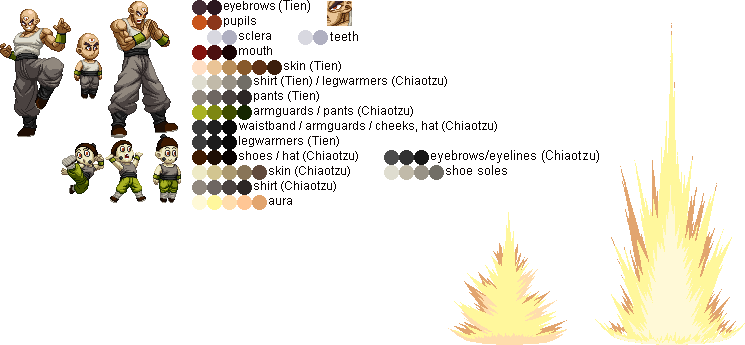 eyebrows (Tien)
pupils
sclera
teeth
mouth
skin (Tien)
shirt (Tien) / legwarmers (Chiaotzu)
pants (Tien)
armguards / pants (Chiaotzu)
waistband / armguards / cheeks, hat (Chiaotzu)
legwarmers (Tien)
shoes / hat (Chiaotzu)
eyebrows/eyelines (Chiaotzu)
skin (Chiaotzu)
shoe soles
shirt (Chiaotzu)
aura